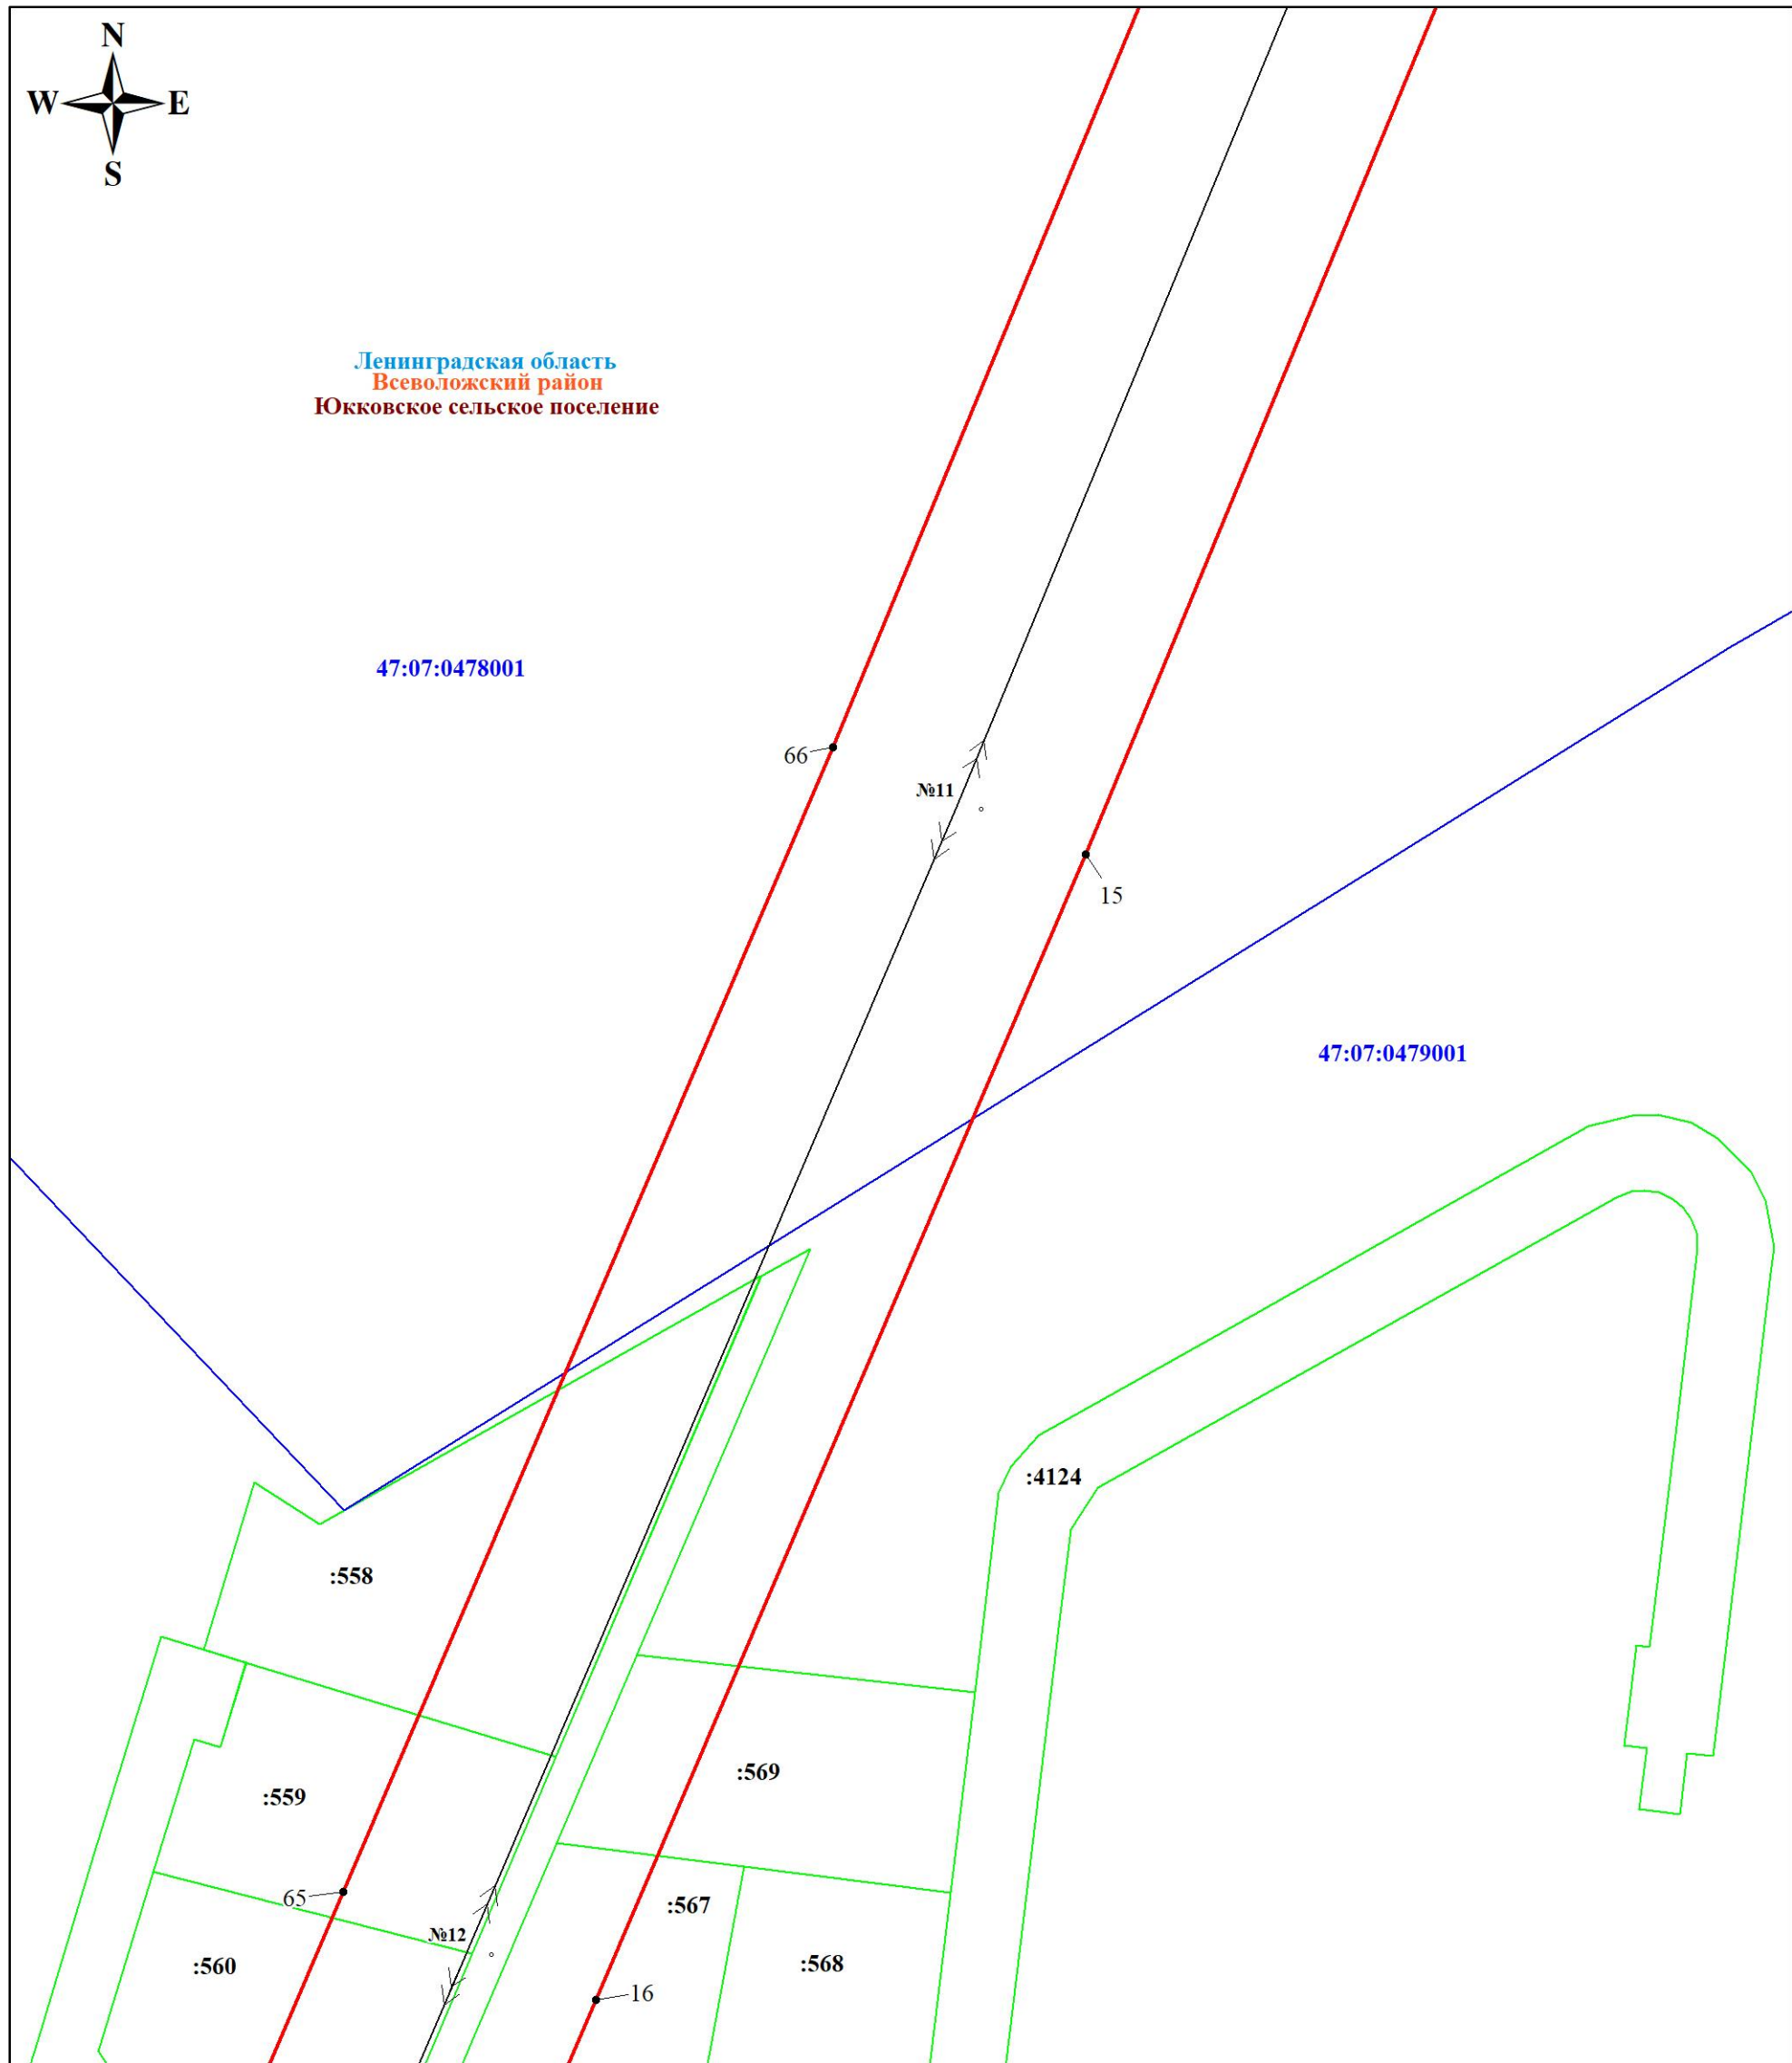 N
W E
S
Ленинградская область
Всеволожский район
Юкковское сельское поселение
47:07:0478001
66
№11
15
47:07:0479001
:4124
:558
:569
:559
65
:567
№12
:560
:568
16